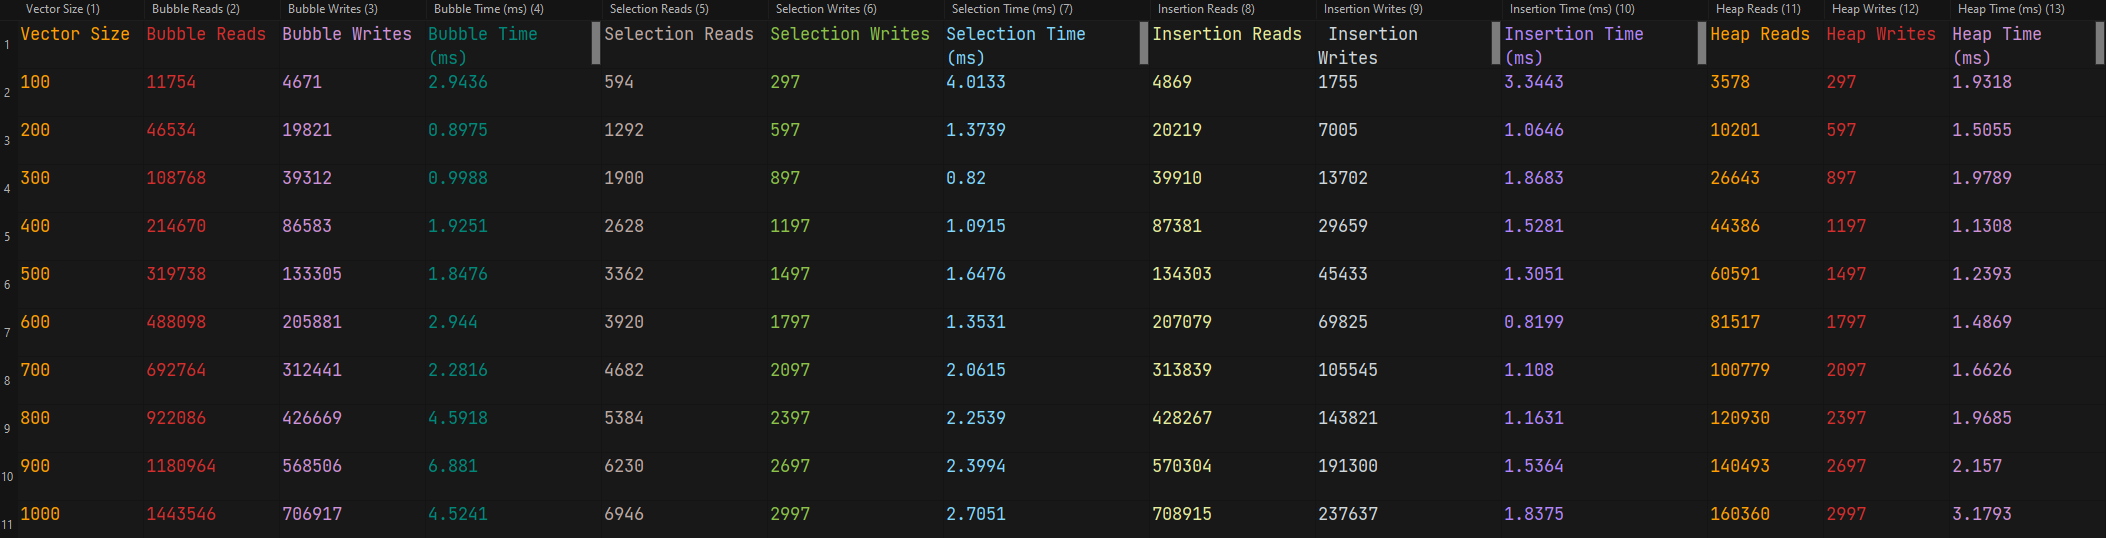 Vector Size (1) Bubble Reads (2) Bubble Writes (3) Bubble Time (ms) (4) Selection Reads (5) Selection Writes (6) Selection Time (ms) (7) Insertion Reads (8) Insertion Writes (9) Insertion Time (ms) (10) Heap Reads (11) Heap Writes (12) Heap Time (ms) (13)
1 Vector Size Bubble Reads Bubble Writes Bubble Time (ms) Selection Reads Selection Writes Selection Time (ms) Insertion Reads Insertion Writes Insertion Time (ms) Heap Reads Heap Writes Heap Time (ms)
2 100 11754 4671 2.9436 594 297 4.0133 4869 1755 3.3443 3578 297 1.9318
3 200 46534 19821 0.8975 1292 597 1.3739 20219 7005 1.0646 10201 597 1.5055
4 300 108768 39312 0.9988 1900 897 0.82 39910 13702 1.8683 26643 897 1.9789
5 400 214670 86583 1.9251 2628 1197 1.0915 87381 29659 1.5281 44386 1197 1.1308
6 500 319738 133305 1.8476 3362 1497 1.6476 134303 45433 1.3051 60591 1497 1.2393
7 600 488098 205881 2.944 3920 1797 1.3531 207079 69825 0.8199 81517 1797 1.4869
8 700 692764 312441 2.2816 4682 2097 2.0615 313839 105545 1.108 100779 2097 1.6626
9 800 922086 426669 4.5918 5384 2397 2.2539 428267 143821 1.1631 120930 2397 1.9685
10 900 1180964 568506 6.881 6230 2697 2.3994 570304 191300 1.5364 140493 2697 2.157
11 1000 1443546 706917 4.5241 6946 2997 2.7051 708915 237637 1.8375 160360 2997 3.1793